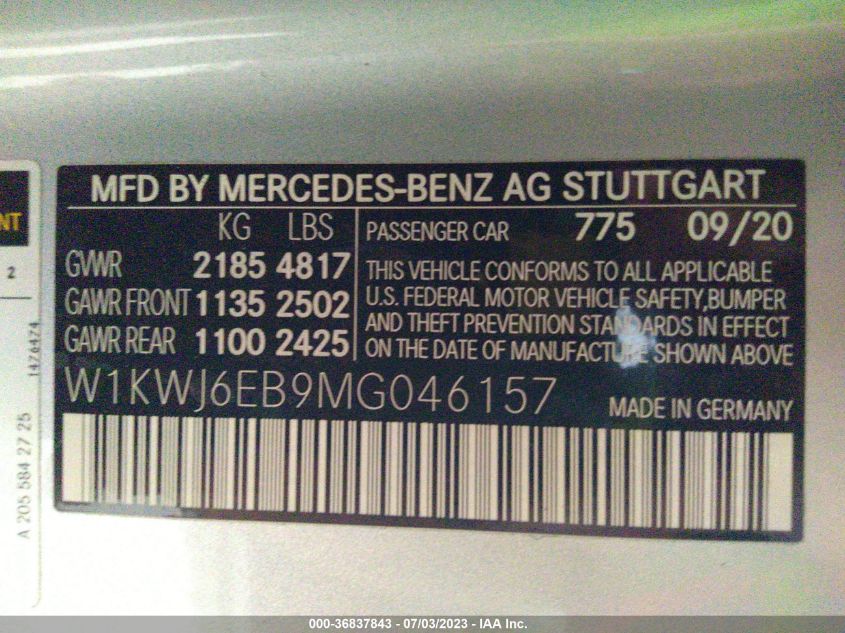 MFD BY MERCEDES-BENZ AG STUTTGART
KG LBS
GVWR 2185 4817
GAWR FRONT 1135 2502
GAWR REAR 1100 2425
PASSENGER CAR 775 09/20
THIS VEHICLE CONFORMS TO ALL APPLICABLE
U.S. FEDERAL MOTOR VEHICLE SAFETY,BUMPER
AND THEFT PREVENTION STANDARDS IN EFFECT
ON THE DATE OF MANUFACTURE SHOWN ABOVE
W1KWJ6EB9MG046157
MADE IN GERMANY
NT
2
A 205 584 27 25
1476474
000-36837843 - 07/03/2023 - IAA Inc.